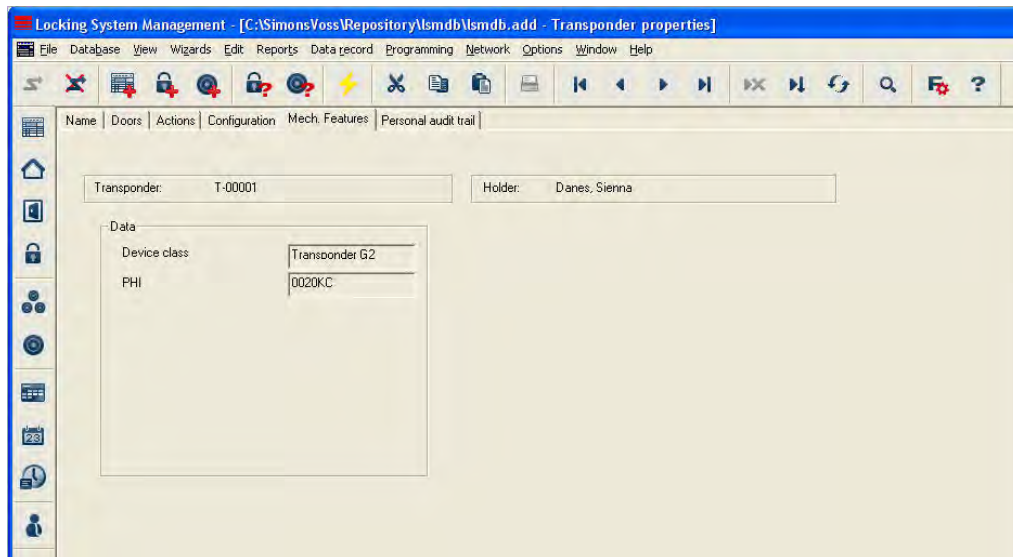 Locking System Management - [C:\SimonsVoss\Repository\lsmdb\lsmdb.add - Transponder properties]
File Database View Wizards Edit Reports Data record Programming Network Options Window Help
Name Doors Actions Configuration Mech. Features Personal audit trail
Transponder: T-00001 Holder: Danes, Sienna
Data
Device class Transponder G2
PHI 0020KC
23